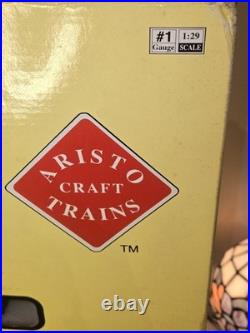 #1
Gauge
1:29
SCALE
ARISTO
CRAFT
TRAINS
TM